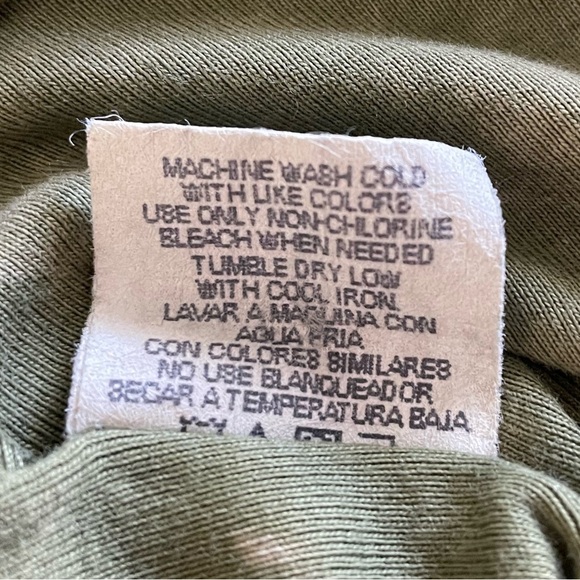 MACHINE WASH COLD
WITH LIKE COLORS
USE ONLY NON-CHLORINE
BLEACH WHEN NEEDED
TUMBLE DRY LOW
WITH COOL IRON.
LAVAR A MAQUINA CON
AGUA FRIA
CON COLORES SIMILARES
NO USE BLANQUEADOR
SECAR A TEMPERATURA BAJA